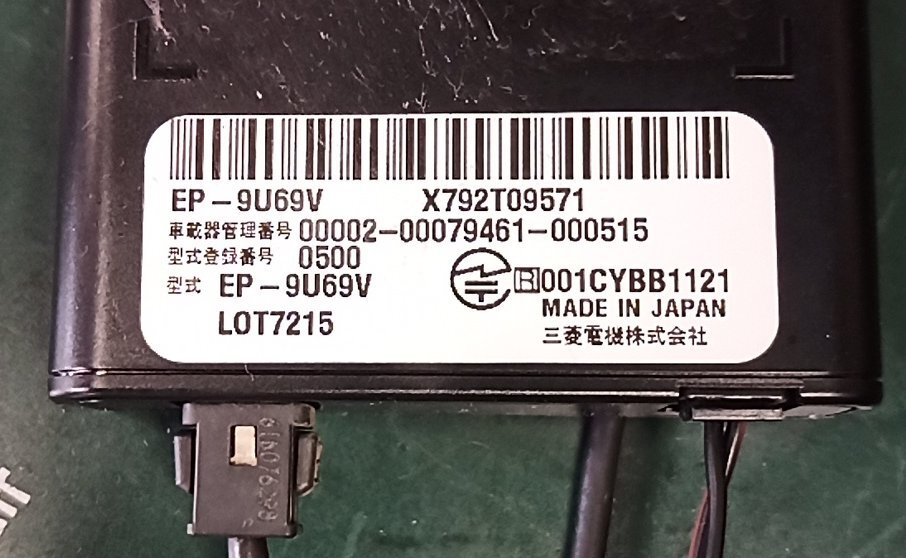 EP-9U69V X792T09571
車載器管理番号 00002-00079461-000515
型式登録番号 0500
型式 EP-9U69V
R 001CYBB1121
LOT7215
MADE IN JAPAN
三菱電機株式会社